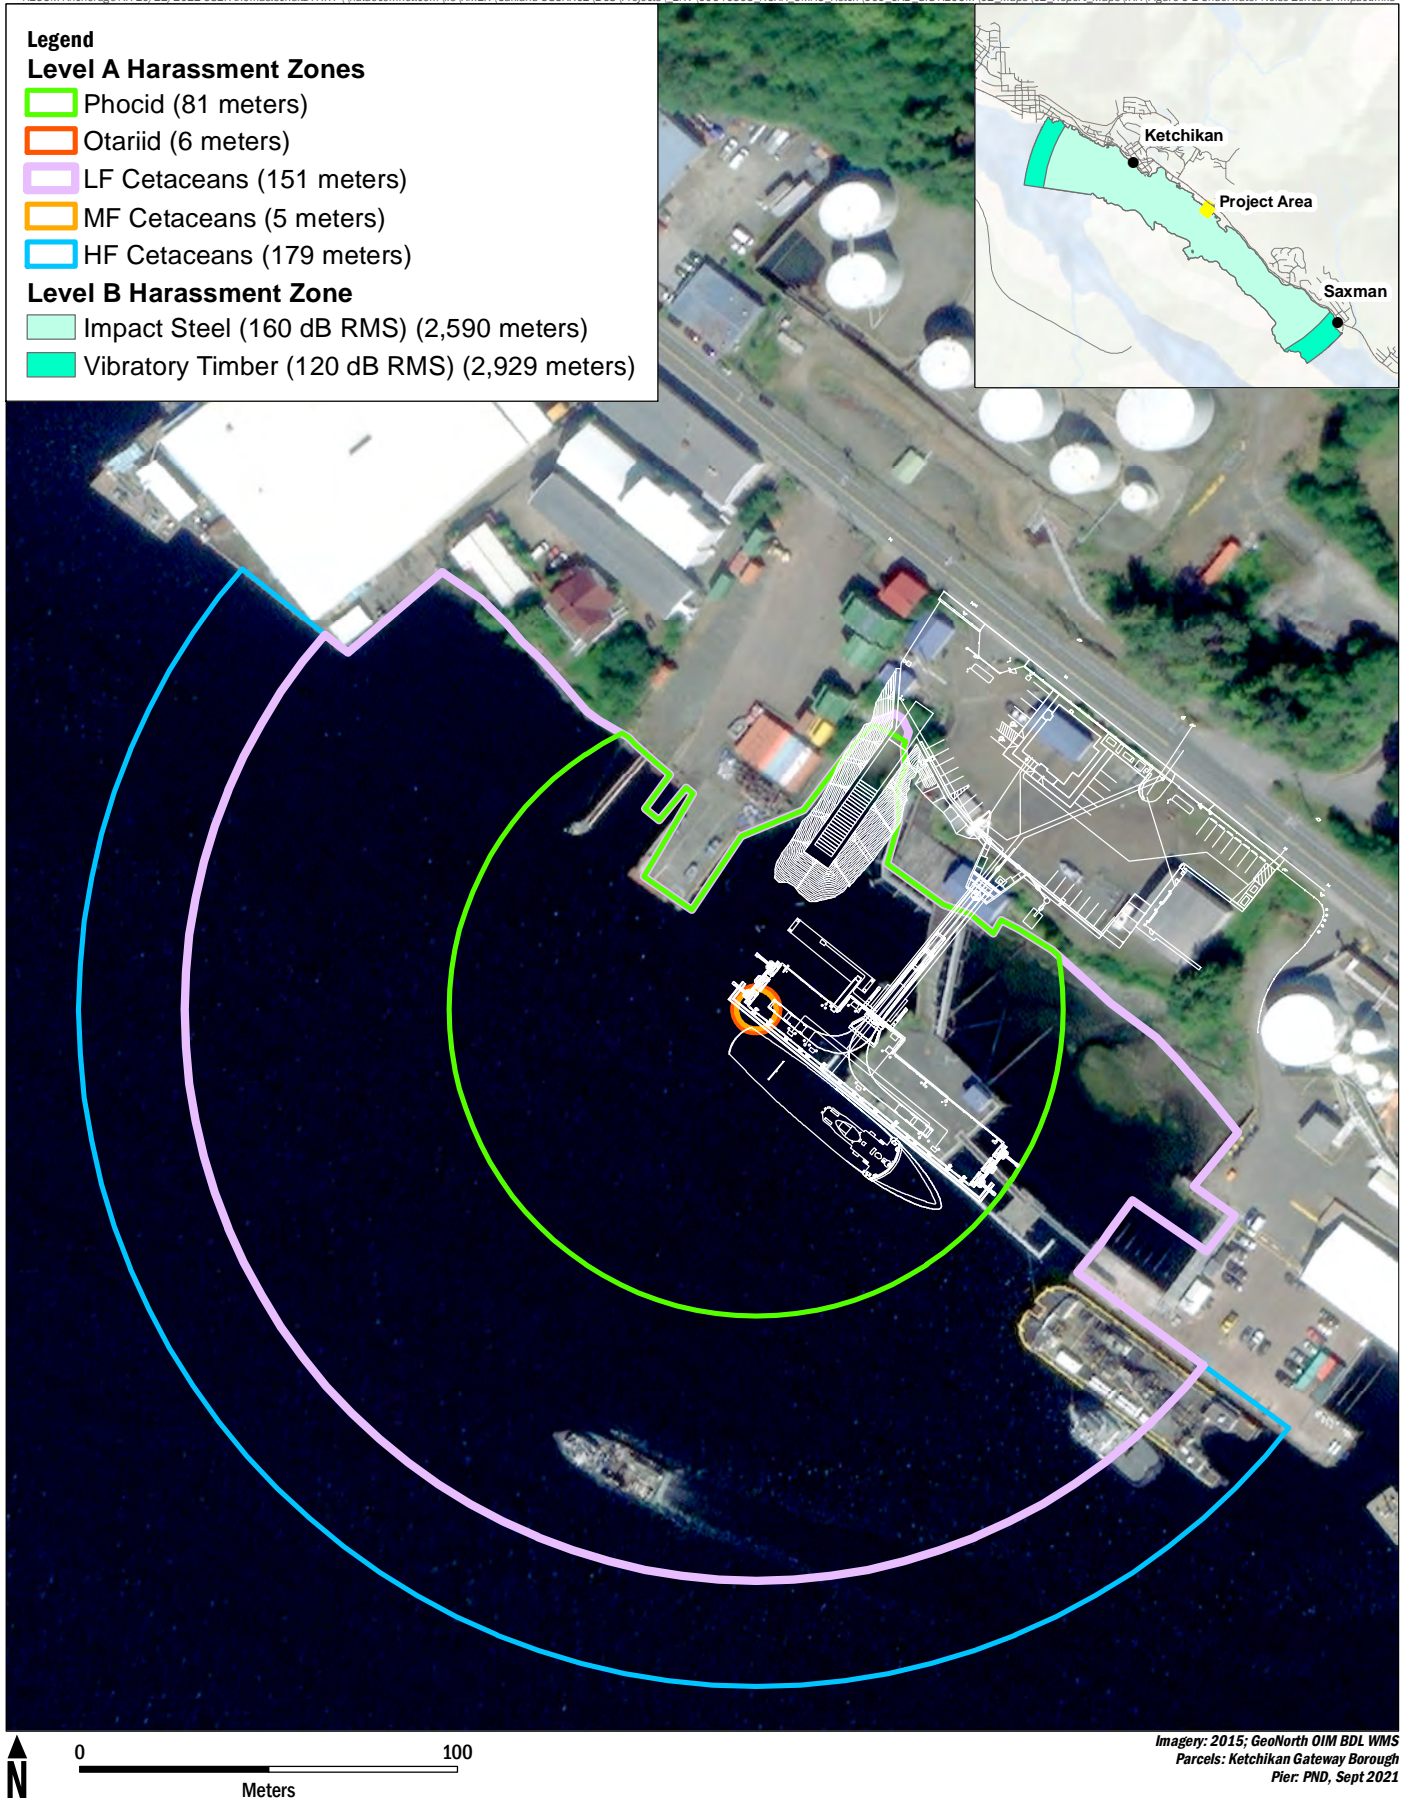 Legend
Level A Harassment Zones
Phocid (81 meters)
Otariid (6 meters)
LF Cetaceans (151 meters)
MF Cetaceans (5 meters)
HF Cetaceans (179 meters)
Level B Harassment Zone
Impact Steel (160 dB RMS) (2,590 meters)
Vibratory Timber (120 dB RMS) (2,929 meters)
Ketchikan
Project Area
Saxman
N
0 100
Meters
Imagery: 2015; GeoNorth OIM BDL WMS
Parcels: Ketchikan Gateway Borough
Pier: PND, Sept 2021